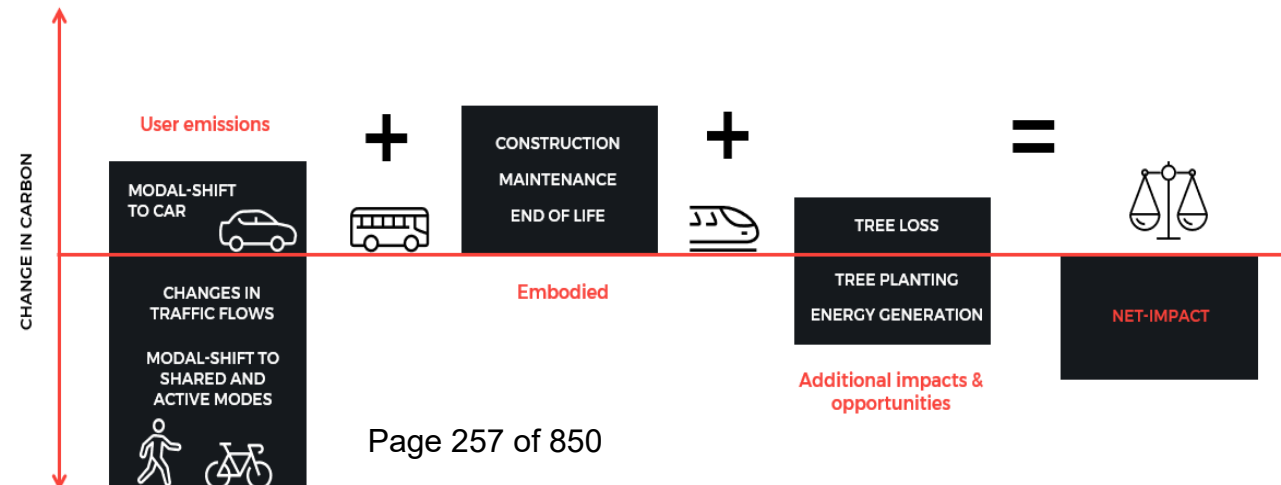 CHANGE IN CARBON
User emissions
MODAL-SHIFT
TO CAR
CHANGES IN
TRAFFIC FLOWS
MODAL-SHIFT TO
SHARED AND
ACTIVE MODES
+
CONSTRUCTION
MAINTENANCE
END OF LIFE
Embodied
+
TREE LOSS
TREE PLANTING
ENERGY GENERATION
Additional impacts &
opportunities
=
NET-IMPACT
Page 257 of 850